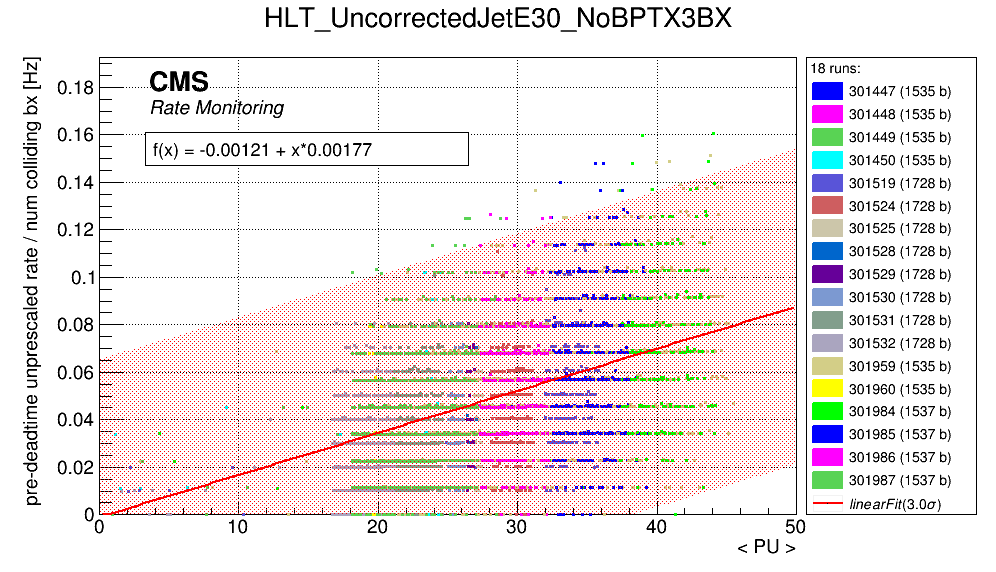 HLT_UncorrectedJetE30_NoBPTX3BX
pre-deadtime unprescaled rate / num colliding bx [Hz]
CMS
Rate Monitoring
f(x) = -0.00121 + x*0.00177
0.18
0.16
0.14
0.12
0.1
0.08
0.06
0.04
0.02
0
0 10 20 30 40 50
< PU >
18 runs:
301447 (1535 b)
301448 (1535 b)
301449 (1535 b)
301450 (1535 b)
301519 (1728 b)
301524 (1728 b)
301525 (1728 b)
301528 (1728 b)
301529 (1728 b)
301530 (1728 b)
301531 (1728 b)
301532 (1728 b)
301959 (1535 b)
301960 (1535 b)
301984 (1537 b)
301985 (1537 b)
301986 (1537 b)
301987 (1537 b)
linearFit(3.0σ)